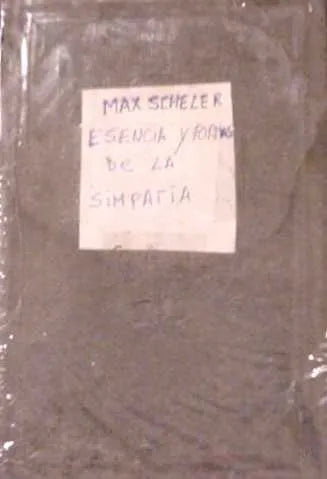 MAX SCHELER
ESENCIA Y FORMAS
DE LA
SIMPATÍA